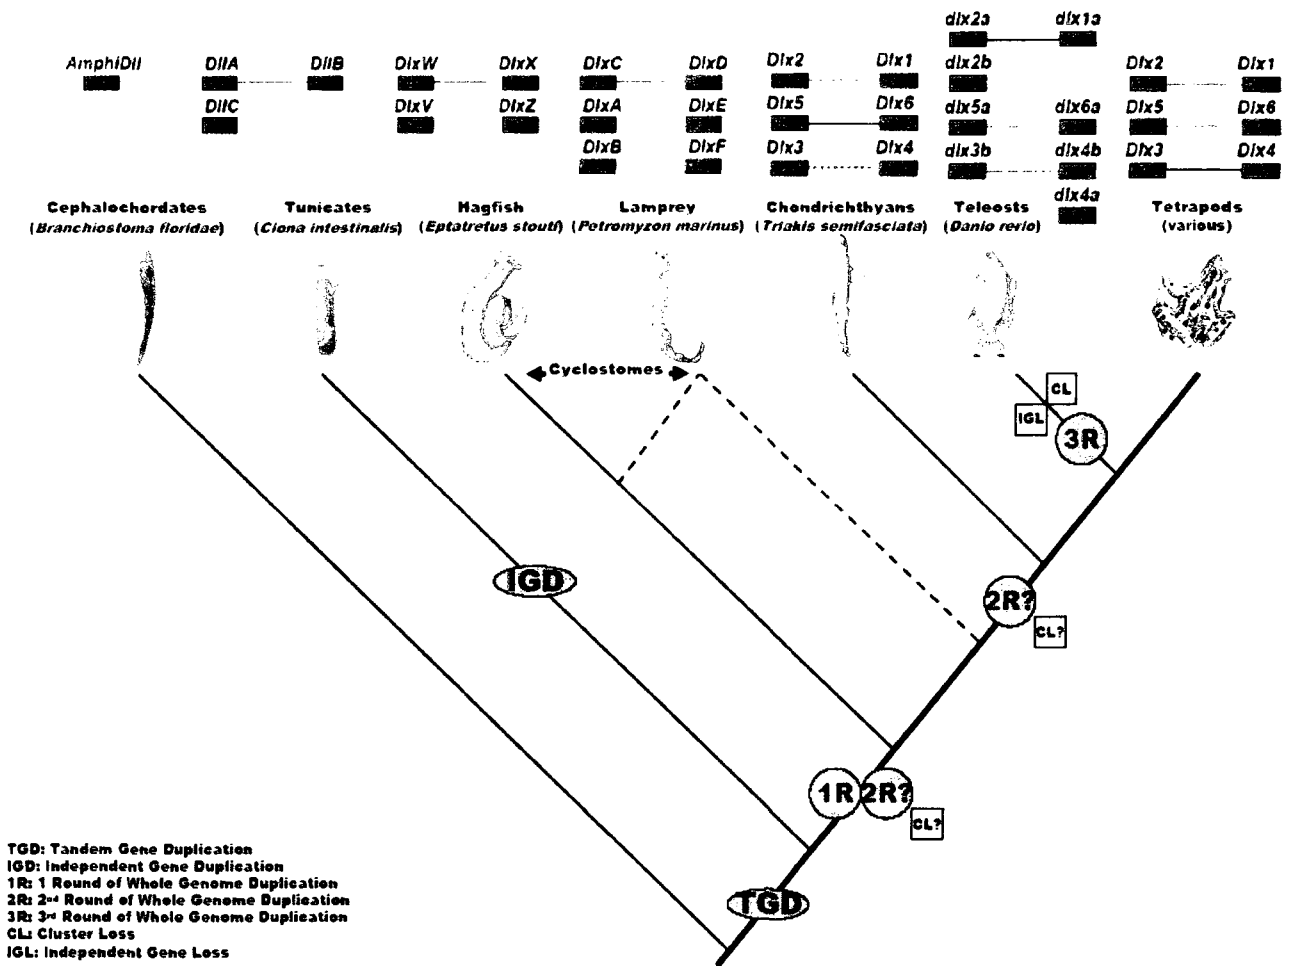 dlx2a dlx1a
AmphiDll DllA DllB DlxW DlxX DlxC DlxD Dlx2 Dlx1 dlx2b Dlx2 Dlx1
DllC DlxV DlxZ DlxA DlxE Dlx5 Dlx6 dlx5a dlx6a Dlx5 Dlx6
DlxB DlxF Dlx3 Dlx4 dlx3b dlx4b Dlx3 Dlx4
dlx4a
Cephalochordates Tunicates Hagfish Lamprey Chondrichthyans Teleosts Tetrapods
(Branchiostoma floridae) (Ciona intestinalis) (Eptatretus stouti) (Petromyzon marinus) (Triakis semifasciata) (Danio rerio) (various)
Cyclostomes
CL
IGL
3R
IGD
2R?
CL?
1R 2R?
CL?
TGD
TGD: Tandem Gene Duplication
IGD: Independent Gene Duplication
1R: 1 Round of Whole Genome Duplication
2R: 2nd Round of Whole Genome Duplication
3R: 3rd Round of Whole Genome Duplication
CL: Cluster Loss
IGL: Independent Gene Loss